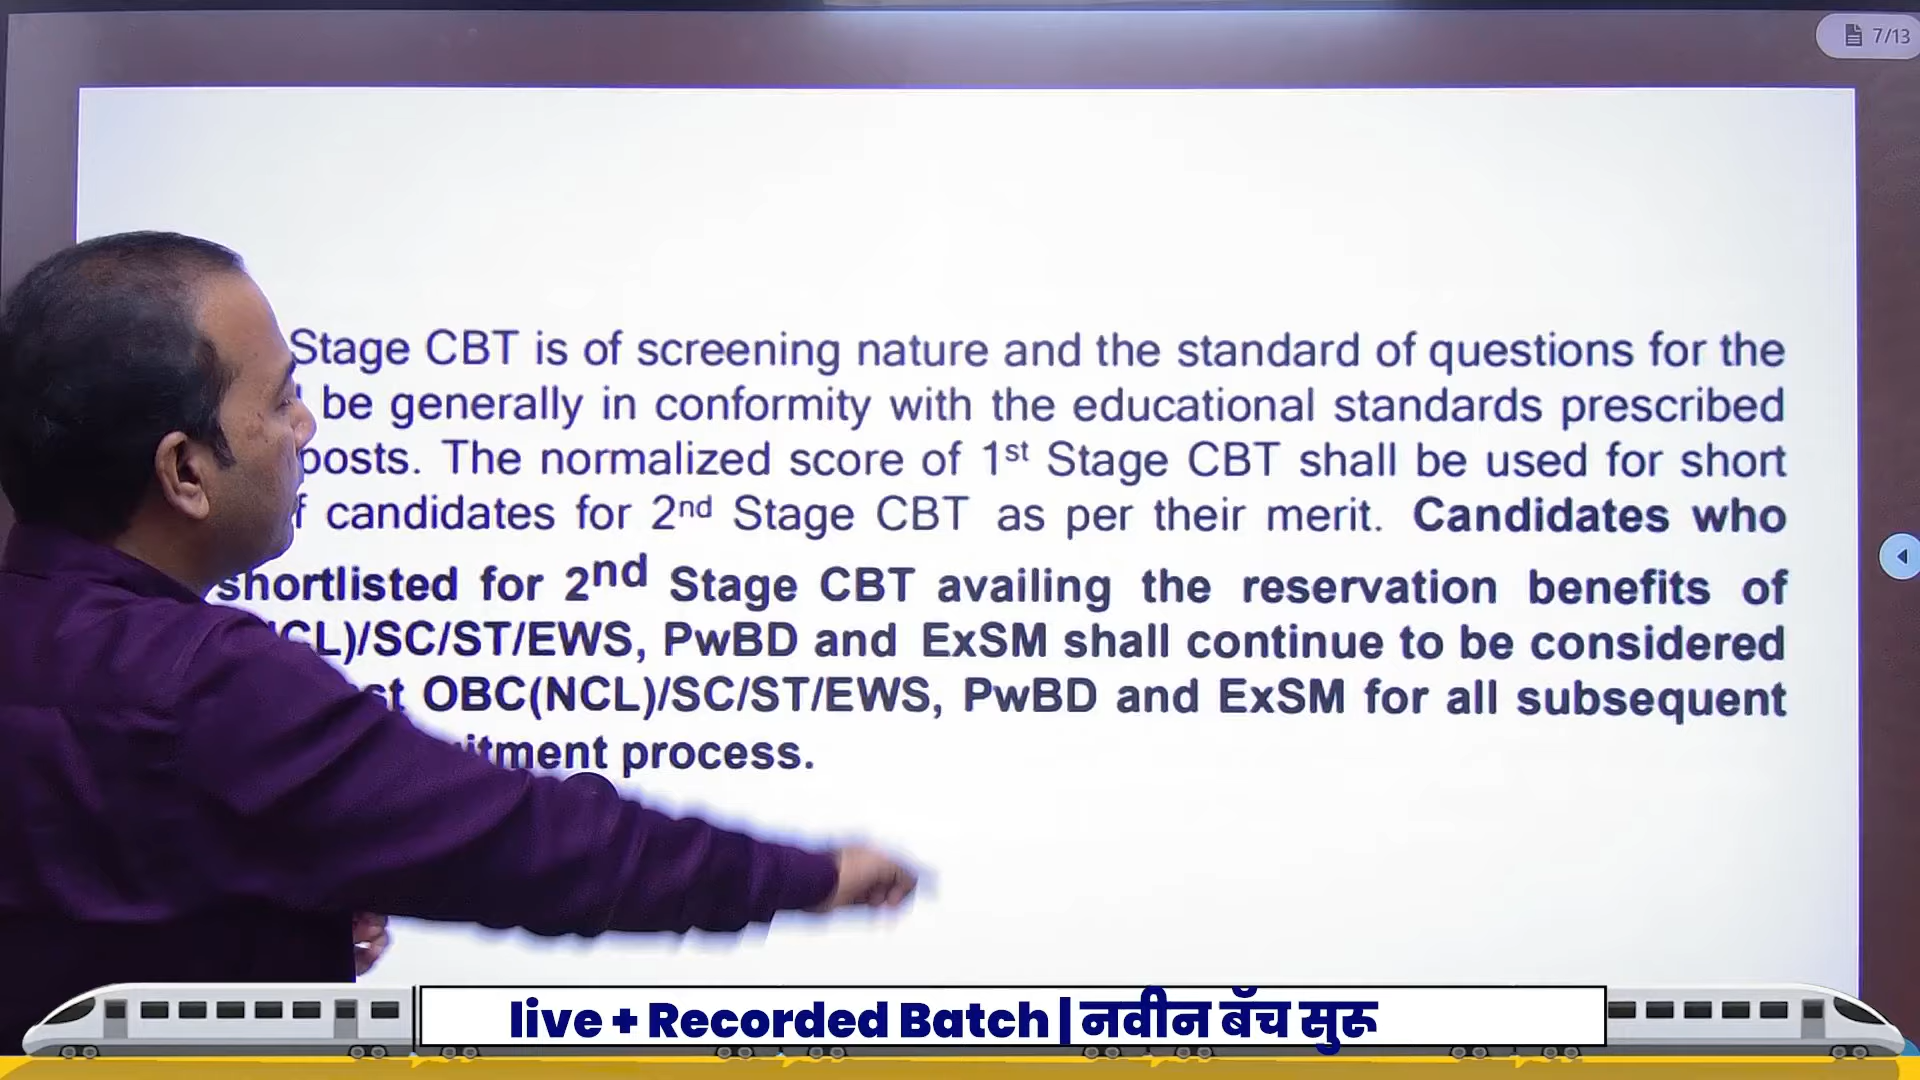 7/13
Stage CBT is of screening nature and the standard of questions for the
be generally in conformity with the educational standards prescribed
posts. The normalized score of 1st Stage CBT shall be used for short
candidates for 2nd Stage CBT as per their merit. Candidates who
shortlisted for 2nd Stage CBT availing the reservation benefits of
/SC/ST/EWS, PwBD and ExSM shall continue to be considered
OBC(NCL)/SC/ST/EWS, PwBD and ExSM for all subsequent
process.
live + Recorded Batch | नवीन बॅच सुरू